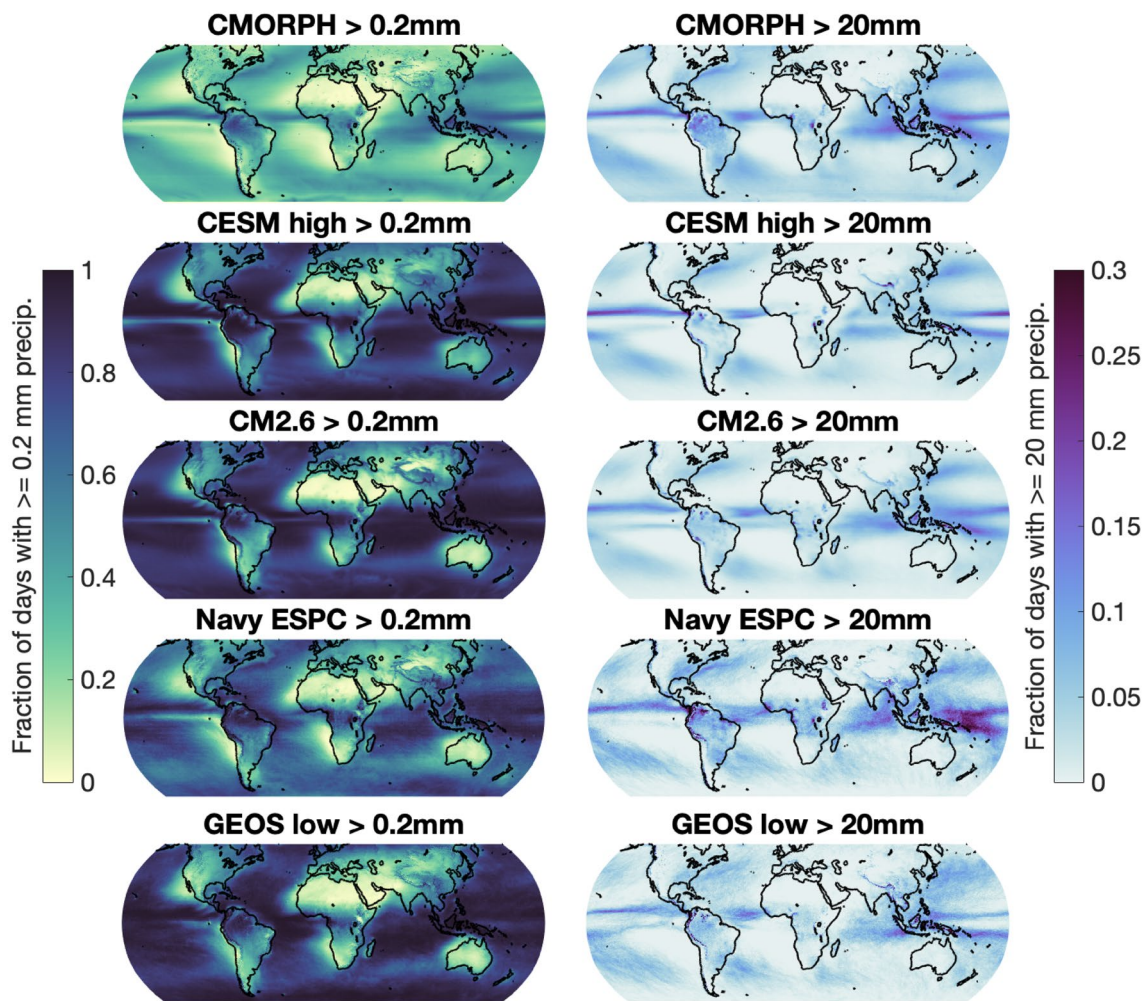 CMORPH > 0.2mm
CMORPH > 20mm
CESM high > 0.2mm
CESM high > 20mm
CM2.6 > 0.2mm
CM2.6 > 20mm
Navy ESPC > 0.2mm
Navy ESPC > 20mm
GEOS low > 0.2mm
GEOS low > 20mm
Fraction of days with >= 0.2 mm precip.
1
0.8
0.6
0.4
0.2
0
Fraction of days with >= 20 mm precip.
0.3
0.25
0.2
0.15
0.1
0.05
0